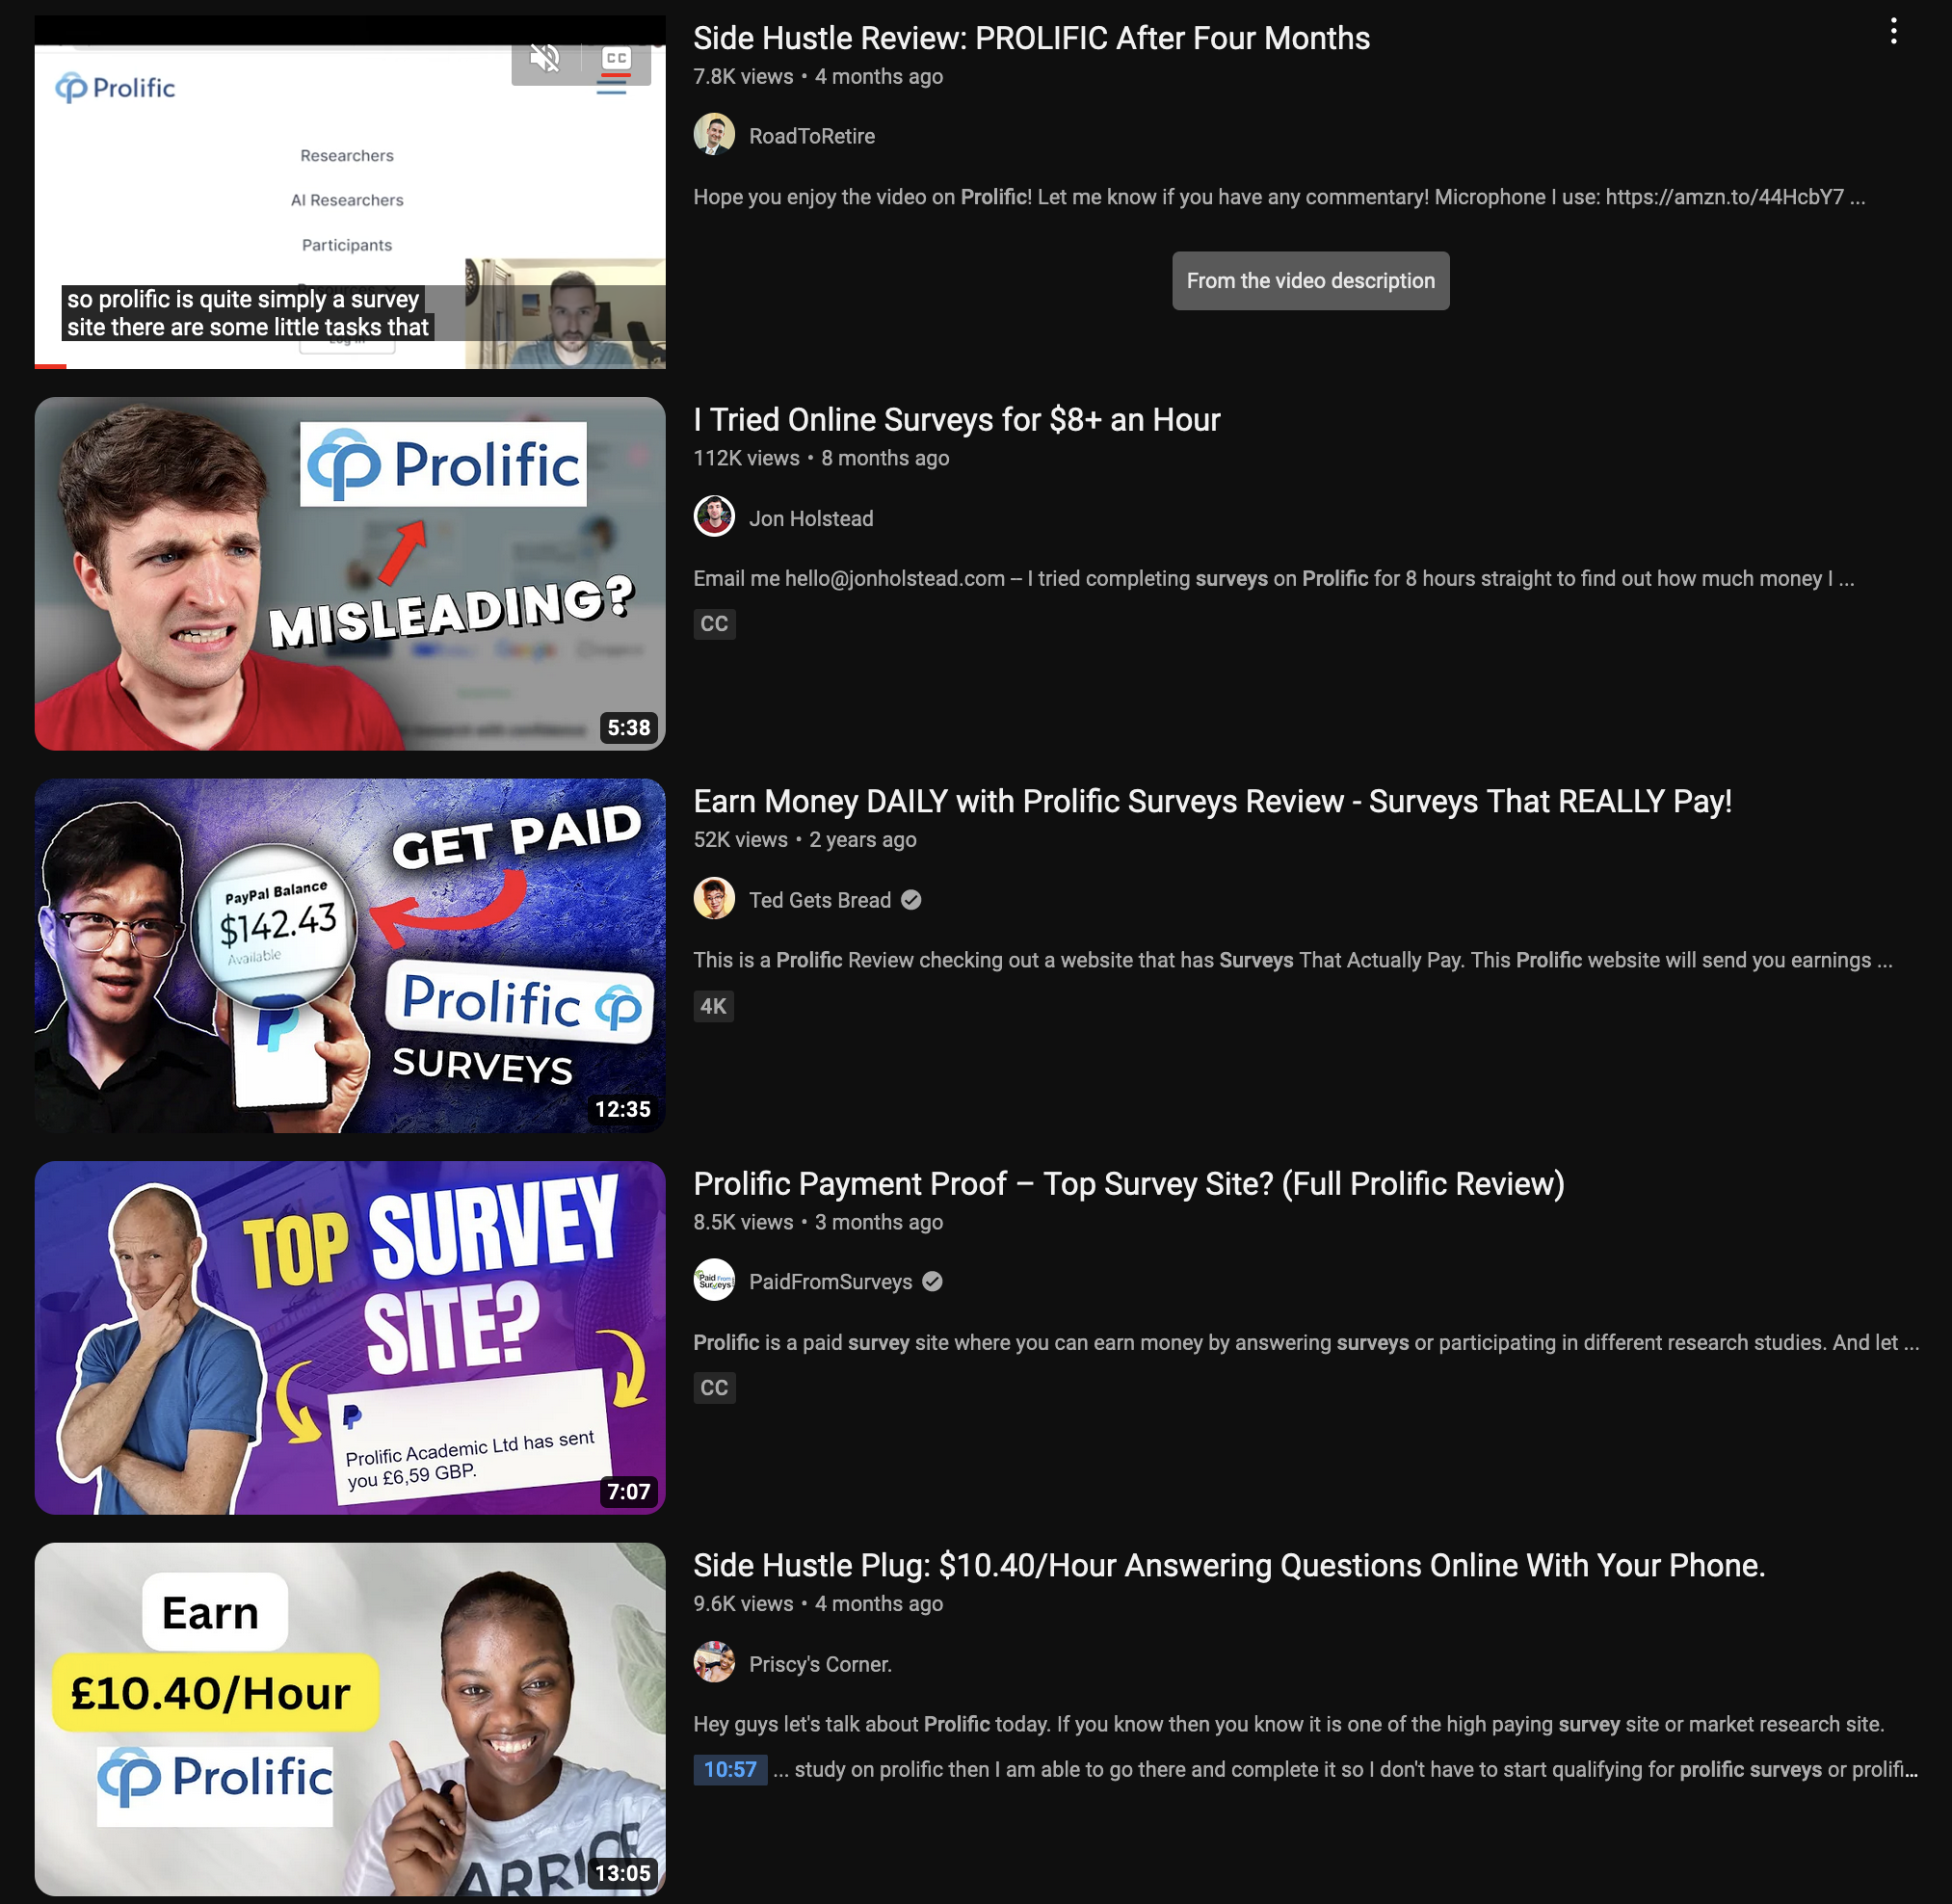 Prolific
CC
Researchers
AI Researchers
Participants
so prolific is quite simply a survey
site there are some little tasks that
Side Hustle Review: PROLIFIC After Four Months
7.8K views • 4 months ago
RoadToRetire
Hope you enjoy the video on Prolific! Let me know if you have any commentary! Microphone I use: https://amzn.to/44HcbY7 ...
From the video description
Prolific
MISLEADING?
5:38
I Tried Online Surveys for $8+ an Hour
112K views • 8 months ago
Jon Holstead
Email me hello@jonholstead.com -- I tried completing surveys on Prolific for 8 hours straight to find out how much money I ...
CC
GET PAID
PayPal Balance
$142.43
Available
Prolific
SURVEYS
12:35
Earn Money DAILY with Prolific Surveys Review - Surveys That REALLY Pay!
52K views • 2 years ago
Ted Gets Bread
This is a Prolific Review checking out a website that has Surveys That Actually Pay. This Prolific website will send you earnings ...
4K
TOP SURVEY
SITE?
Prolific Academic Ltd has sent
you £6,59 GBP.
7:07
Prolific Payment Proof – Top Survey Site? (Full Prolific Review)
8.5K views • 3 months ago
Paid From
Surveys
PaidFromSurveys
Prolific is a paid survey site where you can earn money by answering surveys or participating in different research studies. And let ...
CC
Earn
£10.40/Hour
Prolific
13:05
Side Hustle Plug: $10.40/Hour Answering Questions Online With Your Phone.
9.6K views • 4 months ago
Priscy's Corner.
Hey guys let's talk about Prolific today. If you know then you know it is one of the high paying survey site or market research site.
10:57 ... study on prolific then I am able to go there and complete it so I don't have to start qualifying for prolific surveys or prolifi...